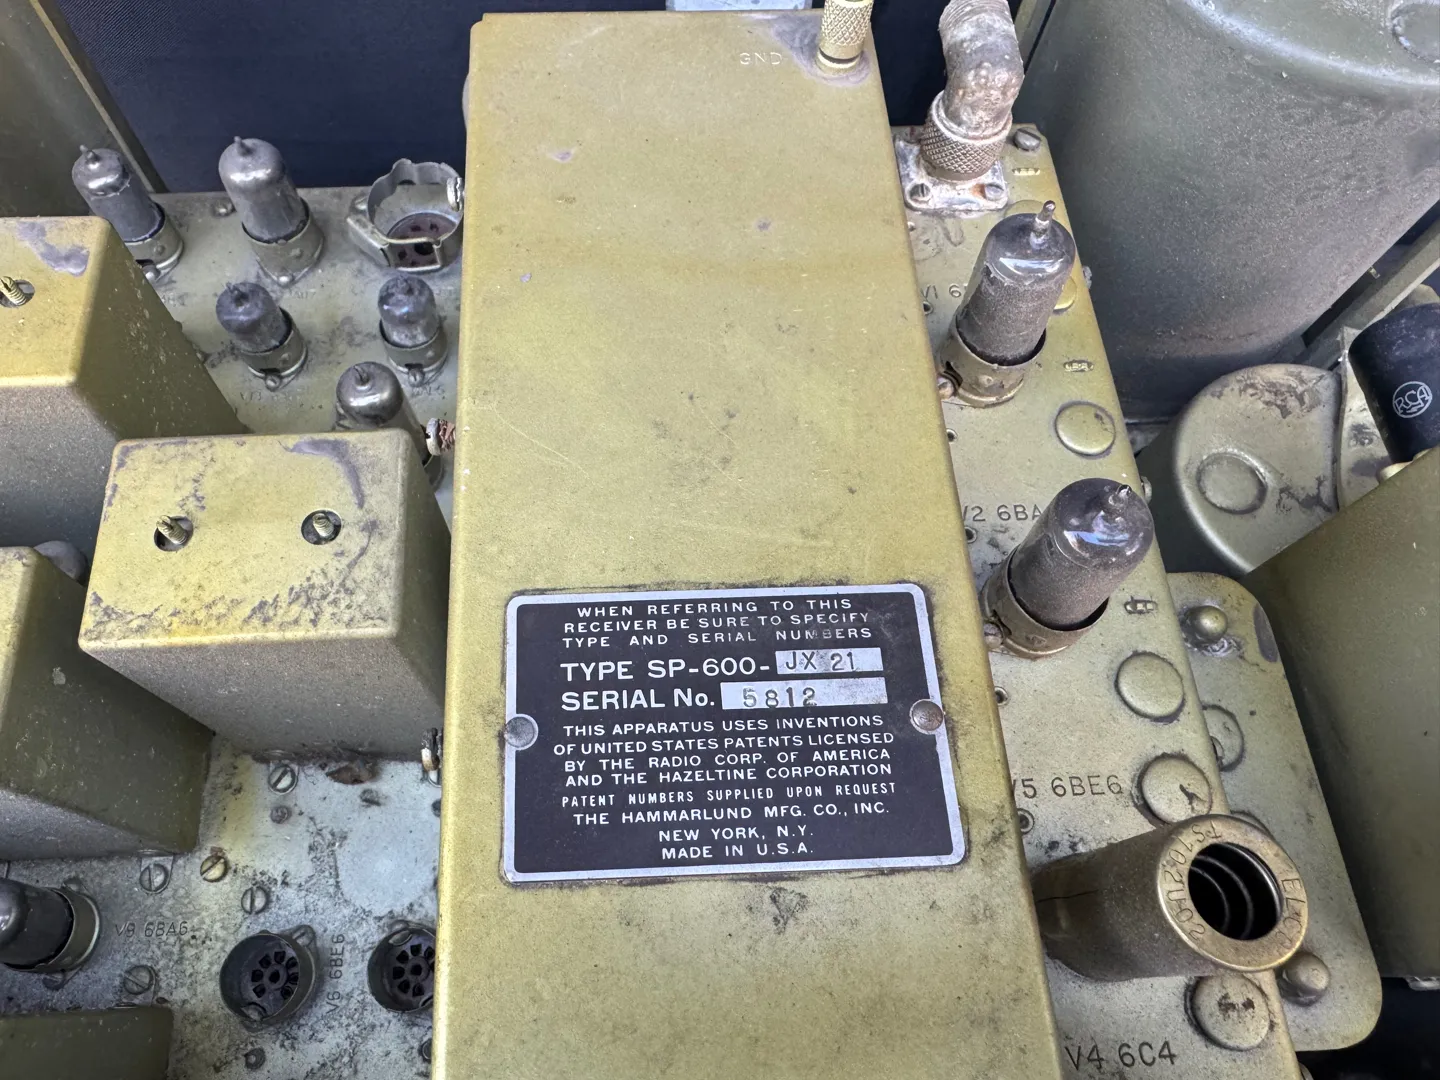 GND
V1
V2 6BA
WHEN REFERRING TO THIS
RECEIVER BE SURE TO SPECIFY
TYPE AND SERIAL NUMBERS
TYPE SP-600- JX 21
SERIAL No. 5812
THIS APPARATUS USES INVENTIONS
OF UNITED STATES PATENTS LICENSED
BY THE RADIO CORP. OF AMERICA
AND THE HAZELTINE CORPORATION
PATENT NUMBERS SUPPLIED UPON REQUEST
THE HAMMARLUND MFG. CO., INC.
NEW YORK, N.Y.
MADE IN U.S.A.
RCA
V5 6BE6
ELCO
V9 6BA6
V6 6BE6
V4 6C4